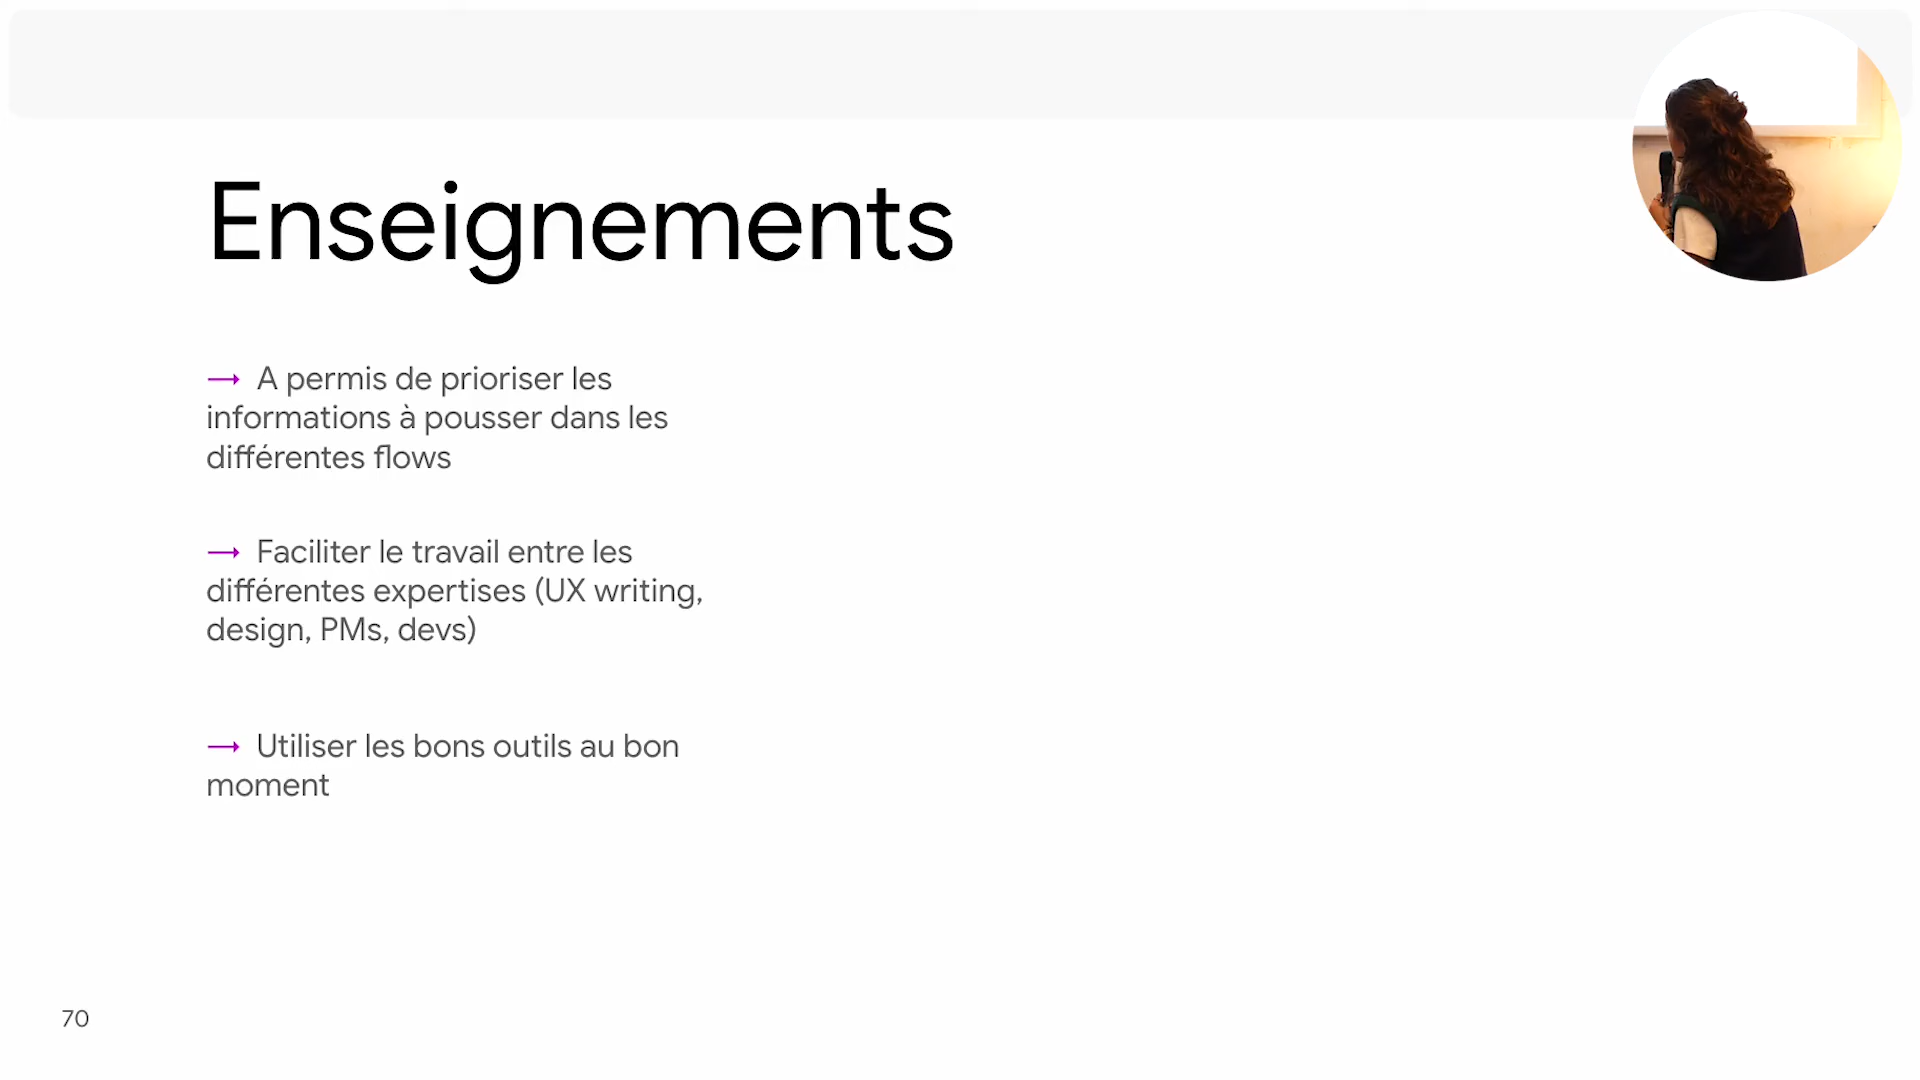 Enseignements
→ A permis de prioriser les
informations à pousser dans les
différentes flows
→ Faciliter le travail entre les
différentes expertises (UX writing,
design, PMs, devs)
→ Utiliser les bons outils au bon
moment
70